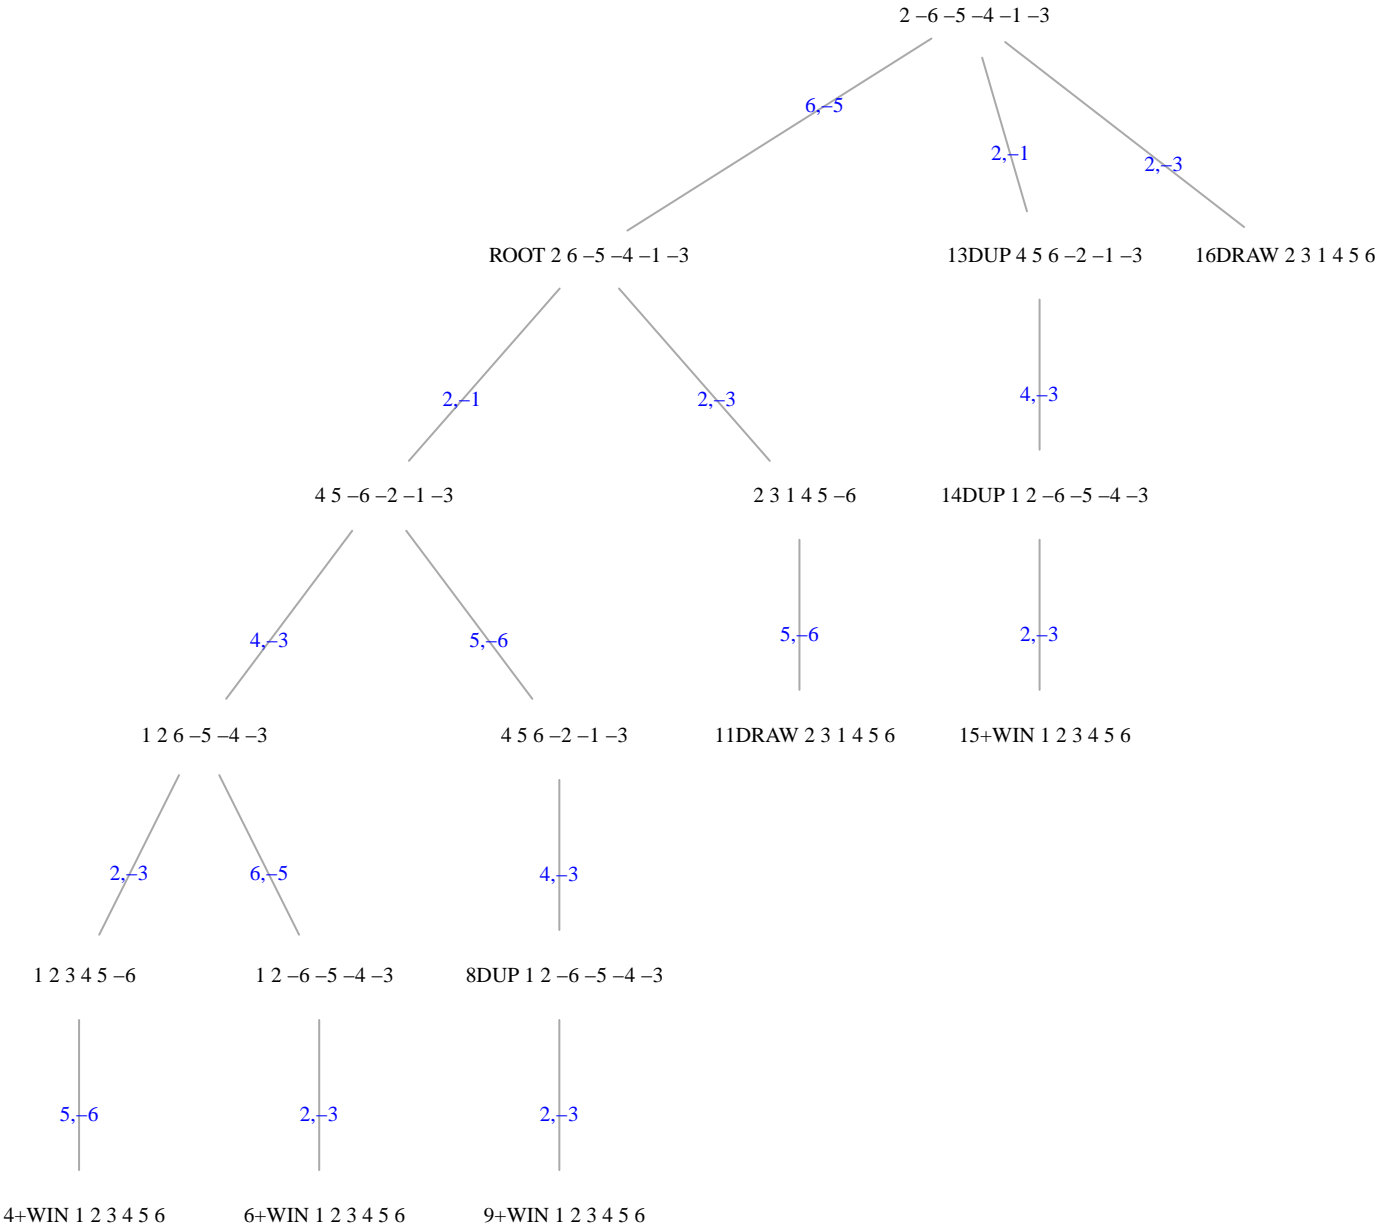 2 –6 –5 –4 –1 –3
6,–5
2,–1
2,–3
ROOT 2 6 –5 –4 –1 –3
13DUP 4 5 6 –2 –1 –3
16DRAW 2 3 1 4 5 6
2,–1
2,–3
4,–3
4 5 –6 –2 –1 –3
2 3 1 4 5 –6
14DUP 1 2 –6 –5 –4 –3
4,–3
5,–6
5,–6
2,–3
1 2 6 –5 –4 –3
4 5 6 –2 –1 –3
11DRAW 2 3 1 4 5 6
15+WIN 1 2 3 4 5 6
2,–3
6,–5
4,–3
1 2 3 4 5 –6
1 2 –6 –5 –4 –3
8DUP 1 2 –6 –5 –4 –3
5,–6
2,–3
2,–3
4+WIN 1 2 3 4 5 6
6+WIN 1 2 3 4 5 6
9+WIN 1 2 3 4 5 6